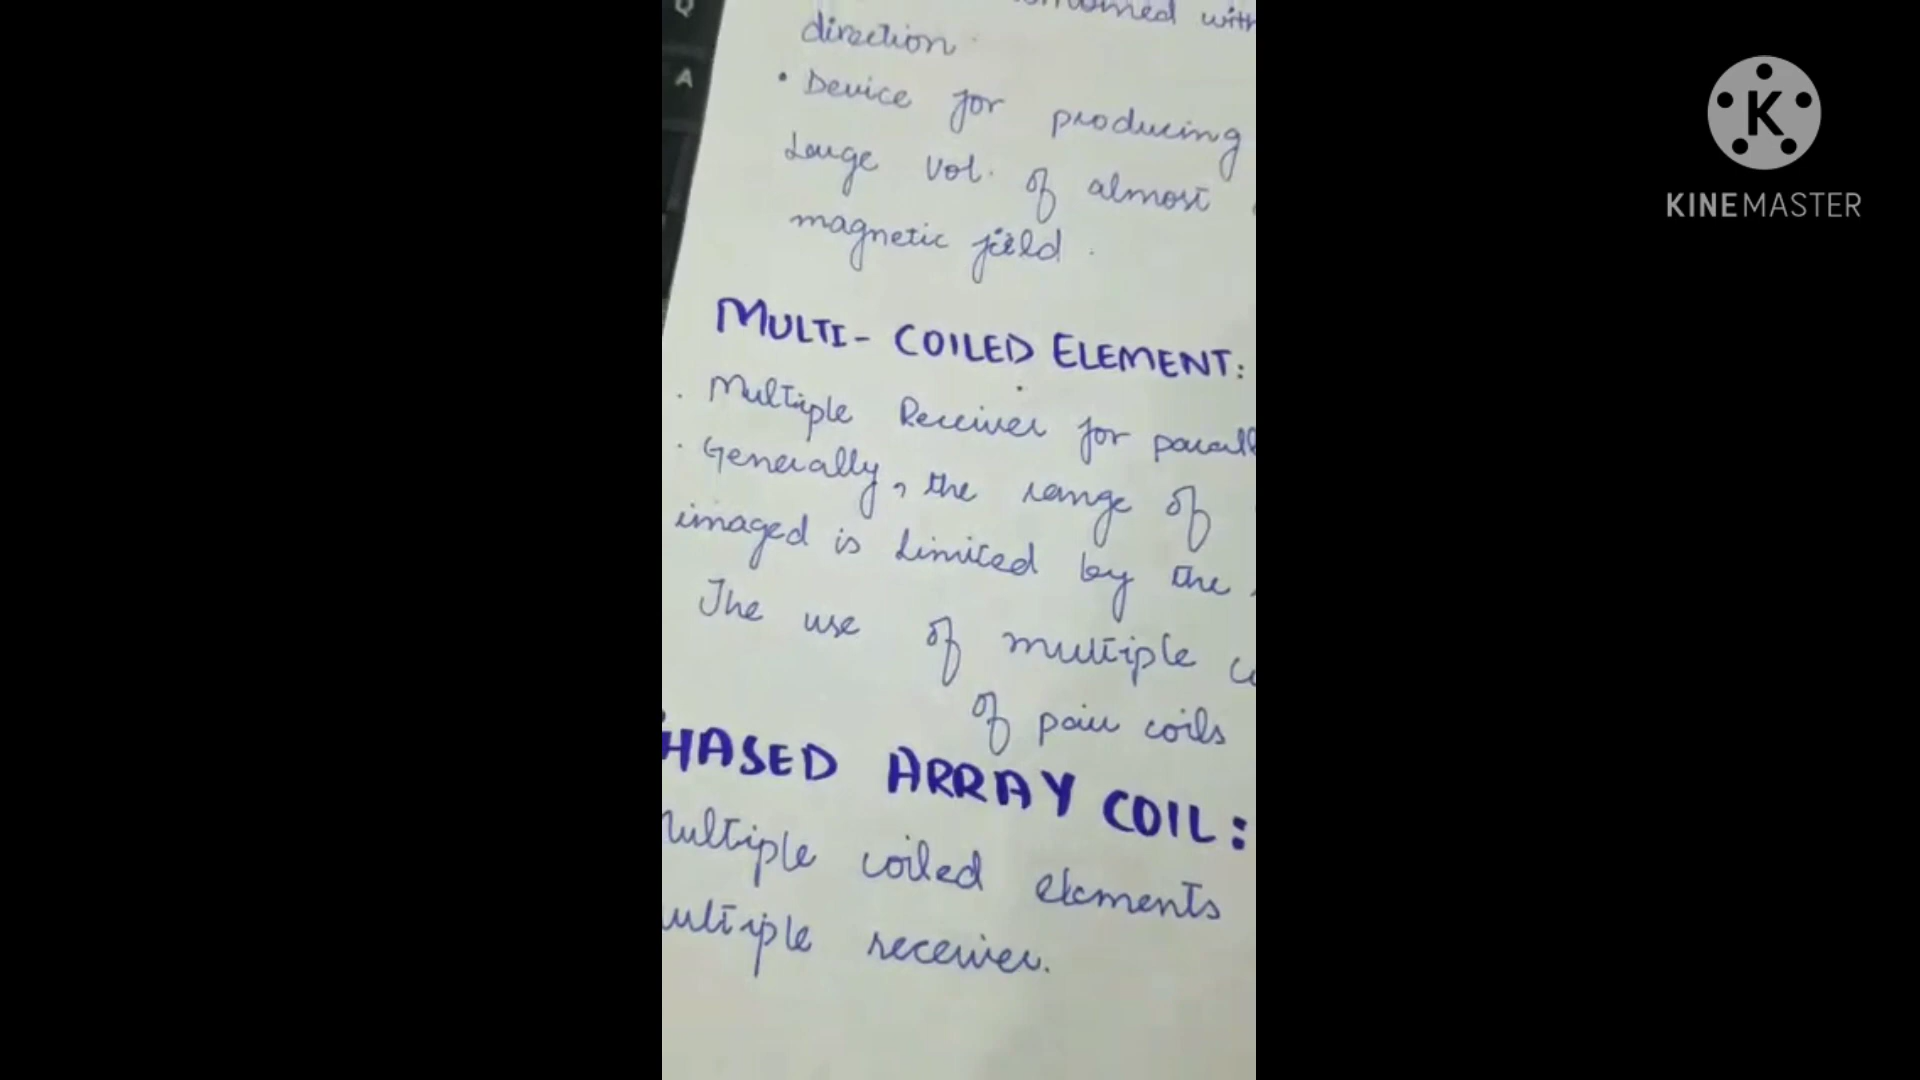 Q
with
direction.
A
• Device for producing
Large vol. of almost
magnetic field.
MULTI-COILED ELEMENT:
. Multiple Receiver for
. Generally, the range of
imaged is limited by the
The use of multiple
of pair coils
HASED ARRAY COIL:
coiled elements
receiver.
K
KINEMASTER